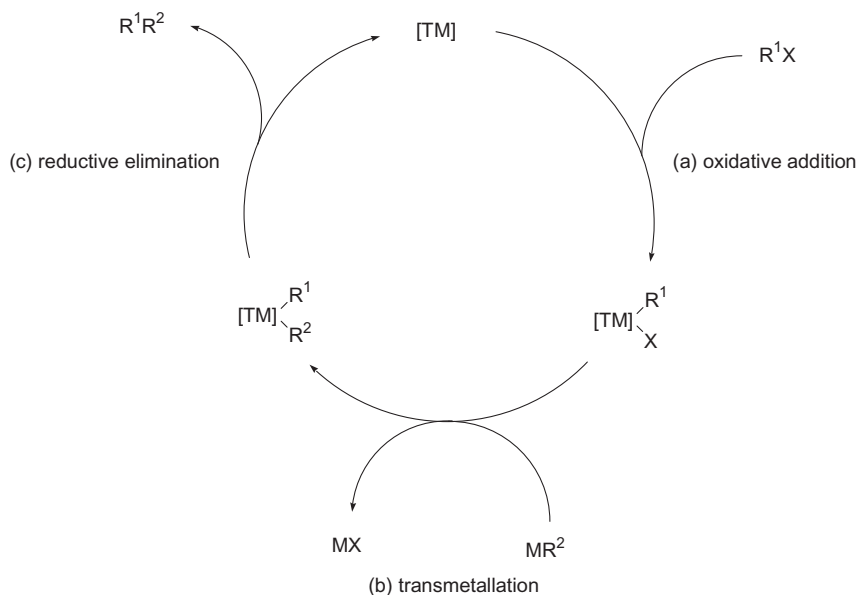 R¹R²
[TM]
R¹X
(c) reductive elimination
(a) oxidative addition
R¹
[TM]
R²
R¹
[TM]
X
MX
MR²
(b) transmetallation